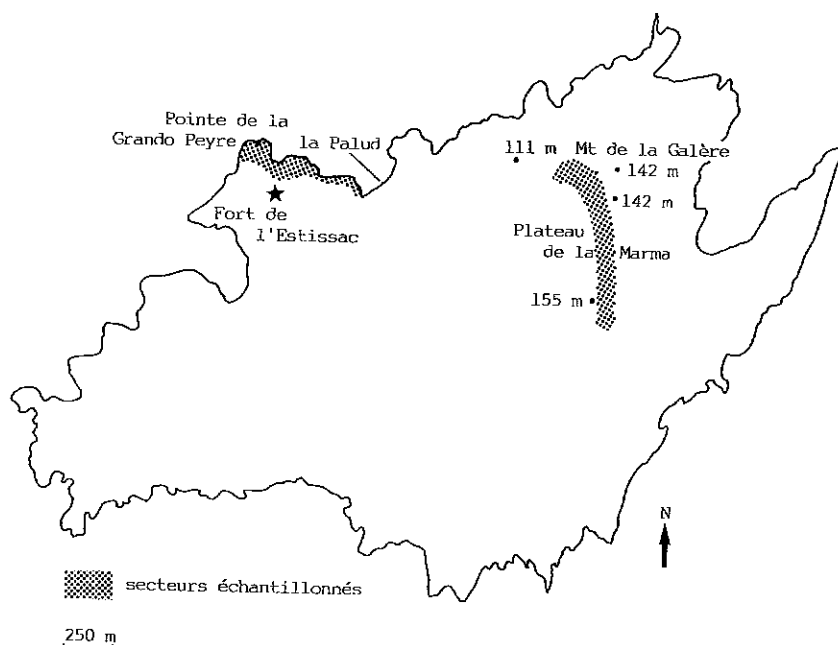 Pointe de la
Grando Peyre
la Palud
Fort de
l'Estissac
111 m
Mt de la Galère
142 m
142 m
Plateau
de la Marma
155 m
N
secteurs échantillonnés
250 m